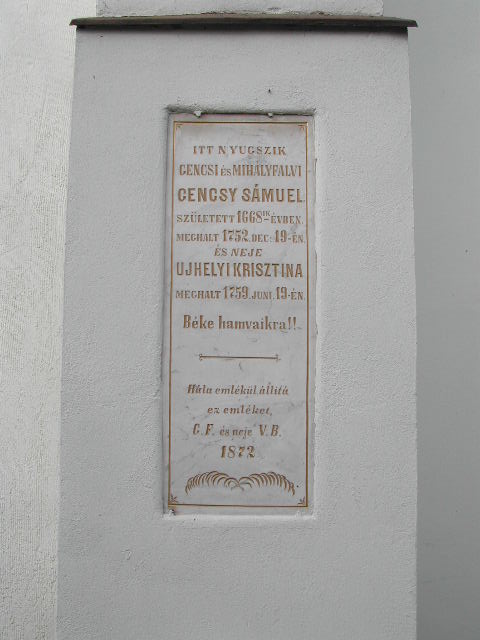 ITT NYUGSZIK
GENCSI ÉS MIHÁLYFALVI
GENCSY SÁMUEL.
SZÜLETETT 1668IK ÉVBEN.
MEGHALT 1752. DEC: 19-ÉN.
ÉS NEJE
UJHELYI KRISZTINA
MEGHALT 1759. JUNI. 19-ÉN.
Béke hamvaikra!!
Hála emlékül állitá
ez emléket,
G. F. és neje V. B.
1872